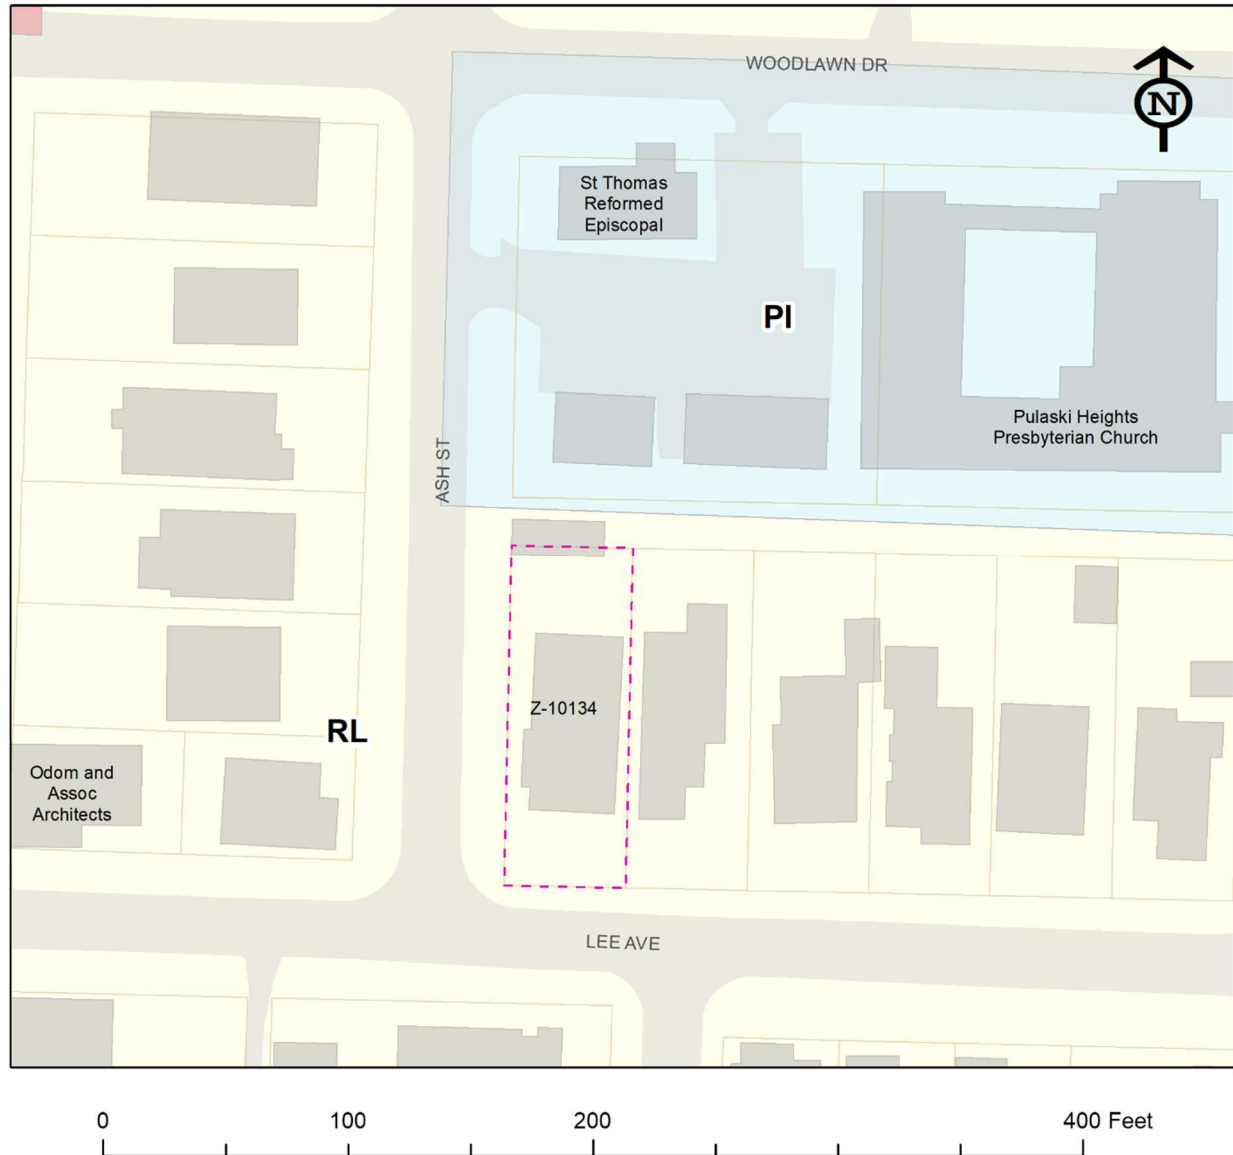 WOODLAWN DR
N
St Thomas
Reformed
Episcopal
PI
Pulaski Heights
Presbyterian Church
ASH ST
Z-10134
RL
Odom and
Assoc
Architects
LEE AVE
0 100 200 400 Feet